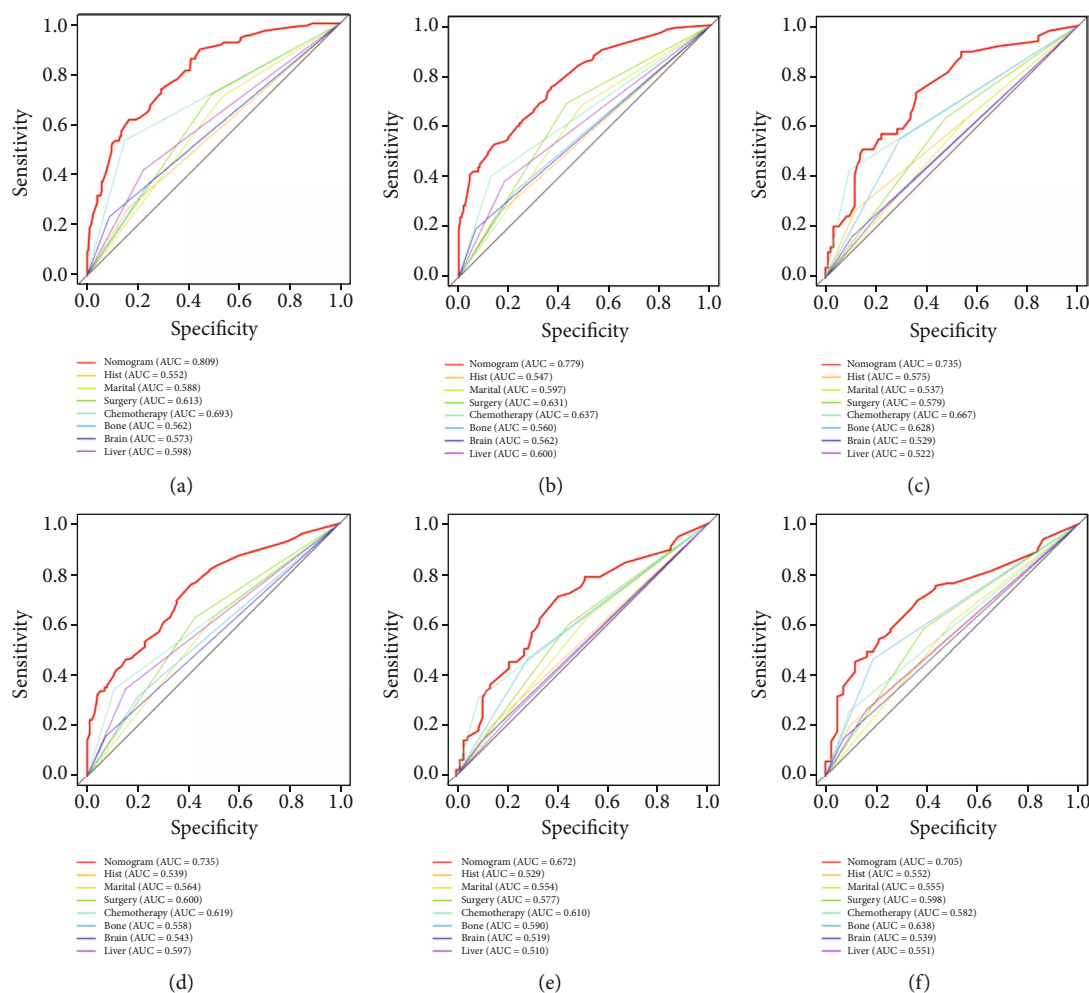 1.0
0.8
0.6
0.4
0.2
0.0
Sensitivity
0.0 0.2 0.4 0.6 0.8 1.0
Specificity
Nomogram (AUC = 0.809)
Hist (AUC = 0.552)
Marital (AUC = 0.588)
Surgery (AUC = 0.613)
Chemotherapy (AUC = 0.693)
Bone (AUC = 0.562)
Brain (AUC = 0.573)
Liver (AUC = 0.598)
(a)
1.0
0.8
0.6
0.4
0.2
0.0
Sensitivity
0.0 0.2 0.4 0.6 0.8 1.0
Specificity
Nomogram (AUC = 0.779)
Hist (AUC = 0.547)
Marital (AUC = 0.597)
Surgery (AUC = 0.631)
Chemotherapy (AUC = 0.637)
Bone (AUC = 0.560)
Brain (AUC = 0.562)
Liver (AUC = 0.600)
(b)
1.0
0.8
0.6
0.4
0.2
0.0
Sensitivity
0.0 0.2 0.4 0.6 0.8 1.0
Specificity
Nomogram (AUC = 0.735)
Hist (AUC = 0.575)
Marital (AUC = 0.537)
Surgery (AUC = 0.579)
Chemotherapy (AUC = 0.667)
Bone (AUC = 0.628)
Brain (AUC = 0.529)
Liver (AUC = 0.522)
(c)
1.0
0.8
0.6
0.4
0.2
0.0
Sensitivity
0.0 0.2 0.4 0.6 0.8 1.0
Specificity
Nomogram (AUC = 0.735)
Hist (AUC = 0.539)
Marital (AUC = 0.564)
Surgery (AUC = 0.600)
Chemotherapy (AUC = 0.619)
Bone (AUC = 0.558)
Brain (AUC = 0.543)
Liver (AUC = 0.597)
(d)
1.0
0.8
0.6
0.4
0.2
0.0
Sensitivity
0.0 0.2 0.4 0.6 0.8 1.0
Specificity
Nomogram (AUC = 0.672)
Hist (AUC = 0.529)
Marital (AUC = 0.554)
Surgery (AUC = 0.577)
Chemotherapy (AUC = 0.610)
Bone (AUC = 0.590)
Brain (AUC = 0.519)
Liver (AUC = 0.510)
(e)
1.0
0.8
0.6
0.4
0.2
0.0
Sensitivity
0.0 0.2 0.4 0.6 0.8 1.0
Specificity
Nomogram (AUC = 0.705)
Hist (AUC = 0.552)
Marital (AUC = 0.555)
Surgery (AUC = 0.598)
Chemotherapy (AUC = 0.582)
Bone (AUC = 0.638)
Brain (AUC = 0.539)
Liver (AUC = 0.551)
(f)